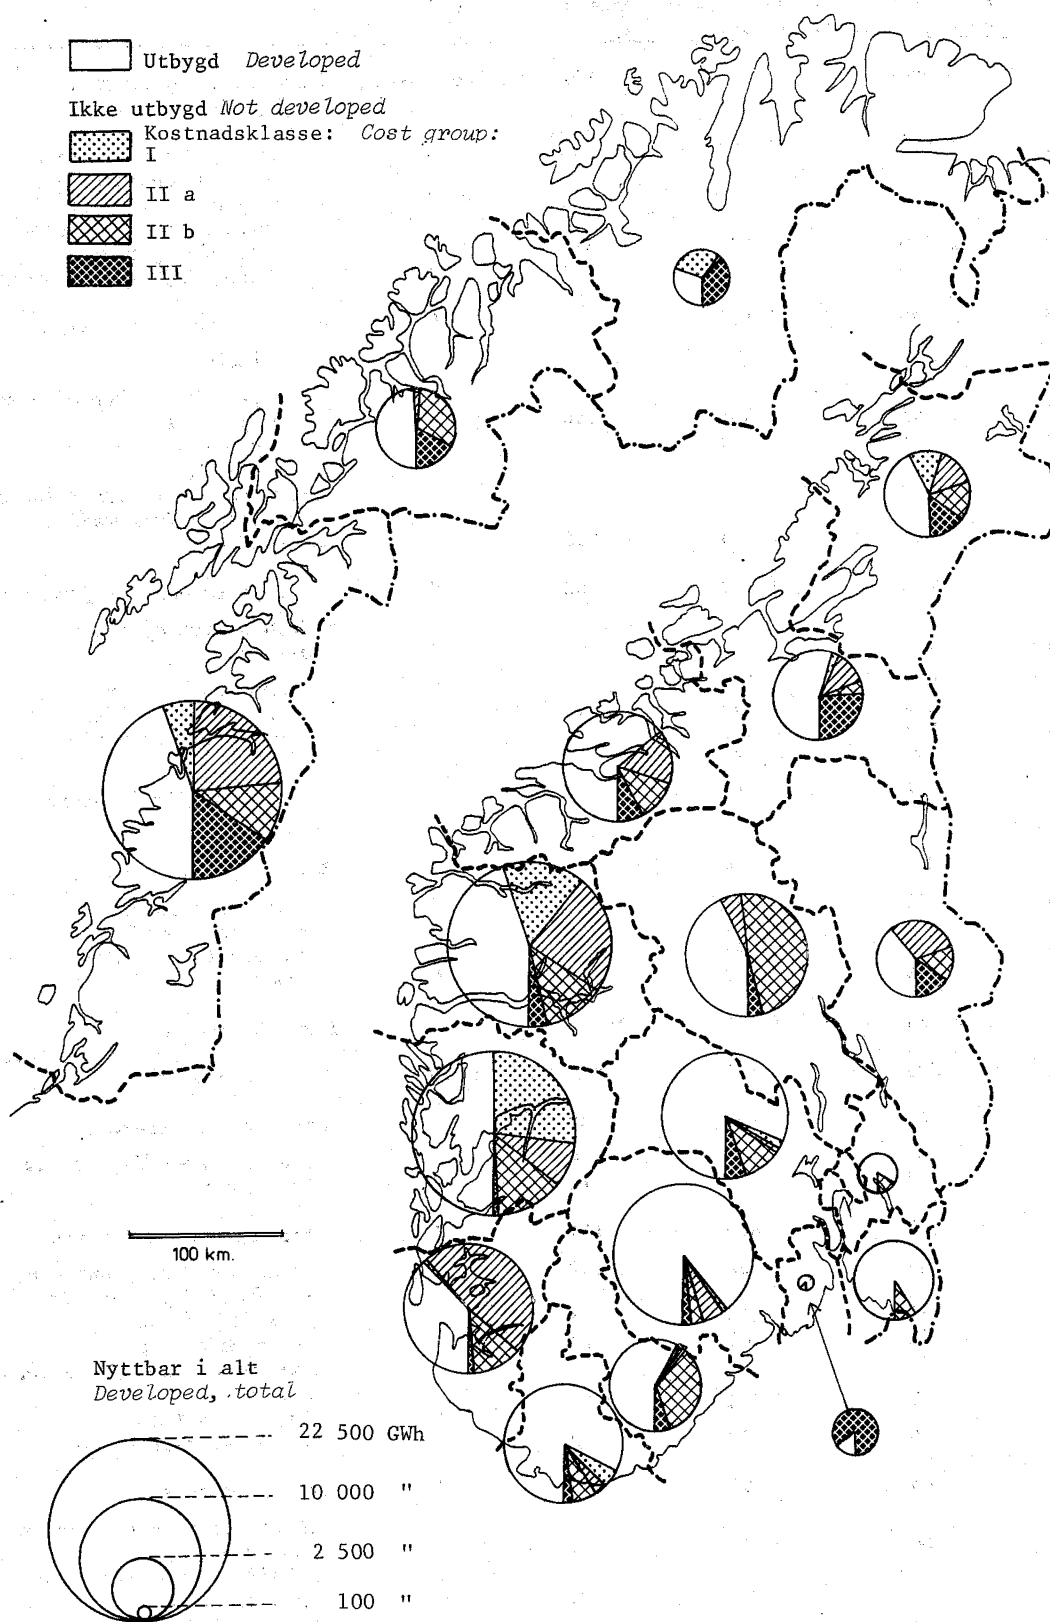 Utbygd Developed
Ikke utbygd Not developed
Kostnadsklasse: Cost group:
I
II a
II b
III
100 km.
Nyttbar i alt
Developed, total
22 500 GWh
10 000 "
2 500 "
100 "